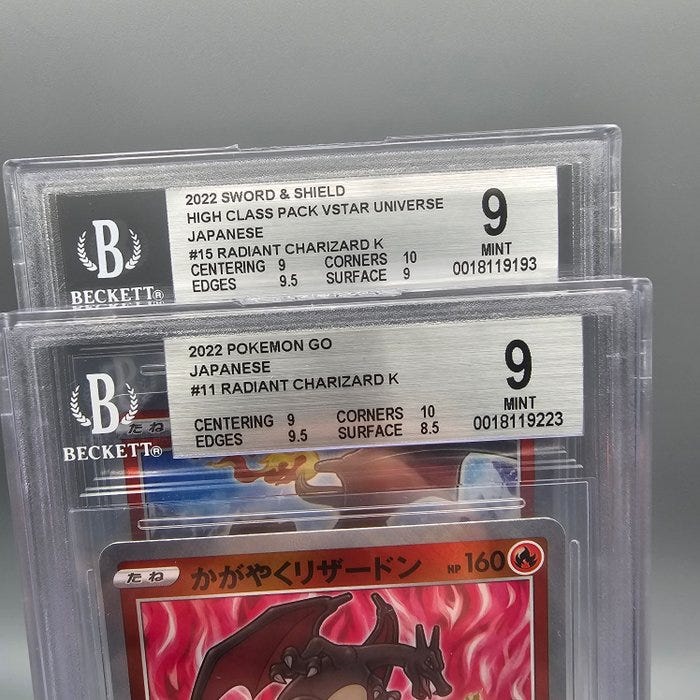 2022 SWORD & SHIELD
HIGH CLASS PACK VSTAR UNIVERSE
JAPANESE
#15 RADIANT CHARIZARD K
CENTERING 9 CORNERS 10
EDGES 9.5 SURFACE 9
9
MINT
0018119193
B
BECKETT®
2022 POKEMON GO
JAPANESE
#11 RADIANT CHARIZARD K
CENTERING 9 CORNERS 10
EDGES 9.5 SURFACE 8.5
9
MINT
0018119223
B
たね
BECKETT®
たね かがやくリザードン HP 160